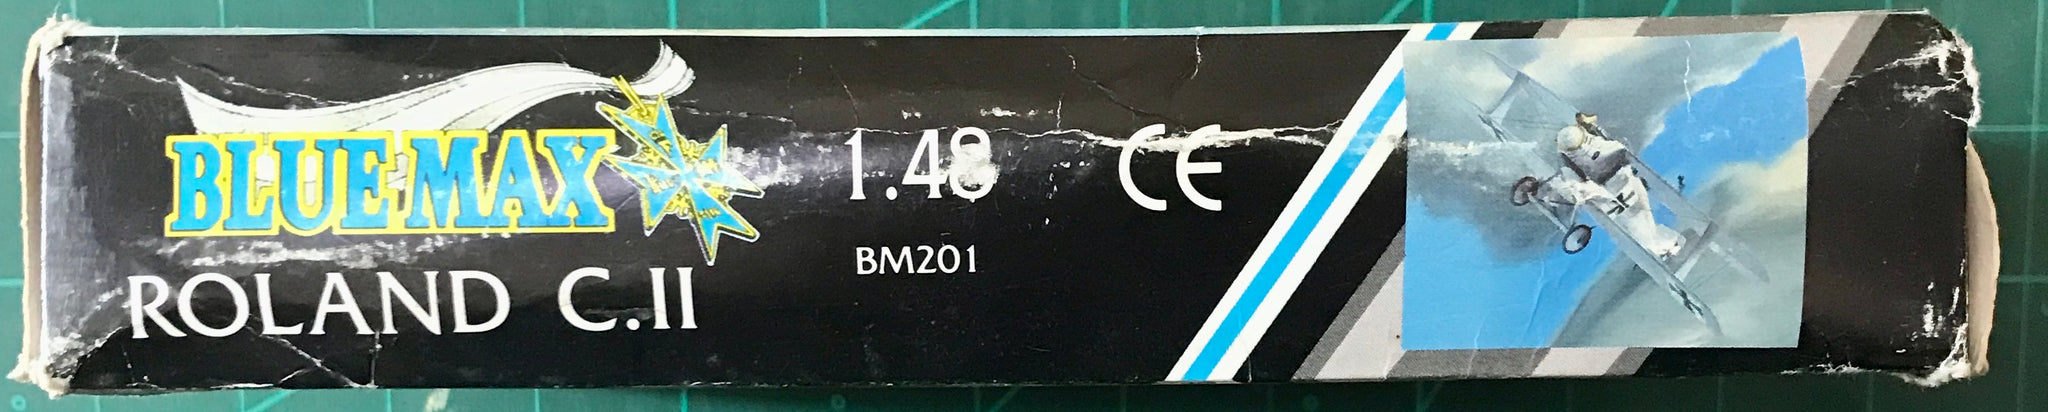 BLUE MAX
ROLAND C.II
1.48
BM201
CE